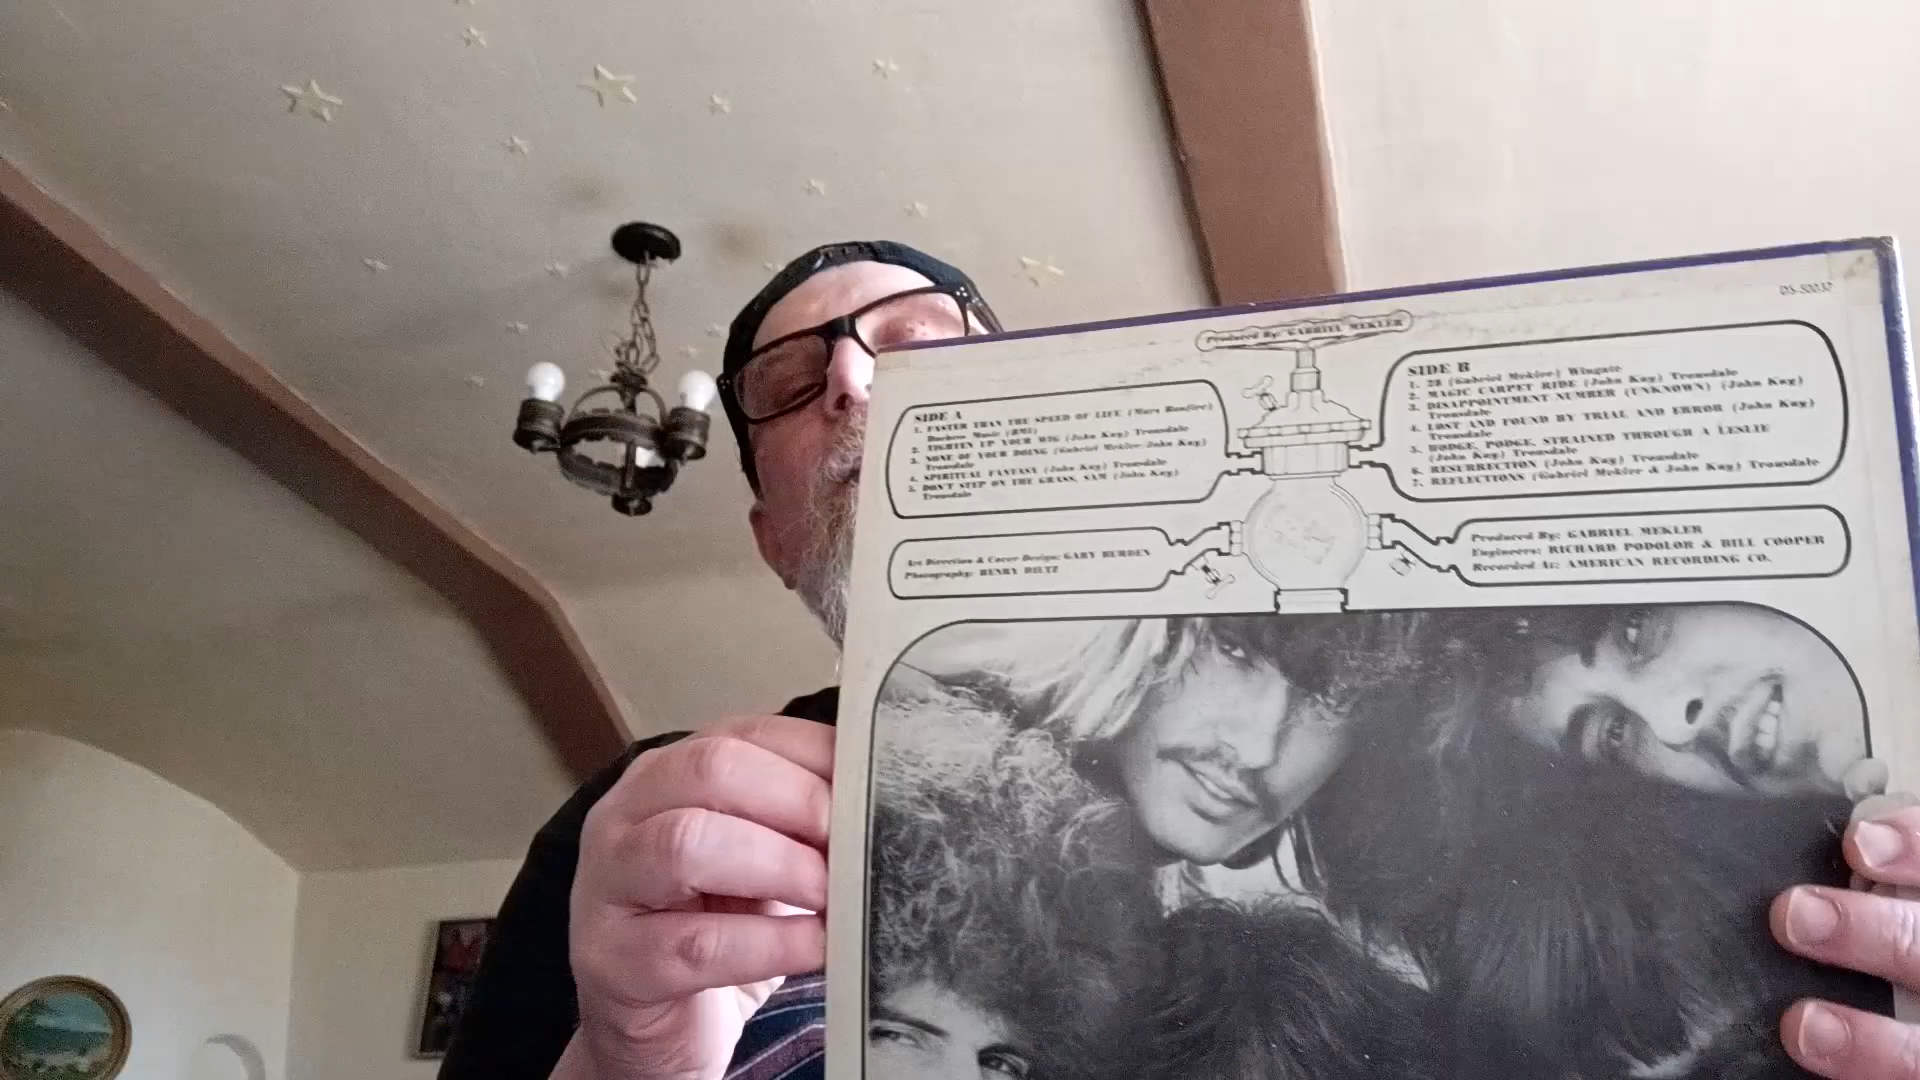 DS-50037
Produced By: GABRIEL MEKLER
SIDE A
1. FASTER THAN THE SPEED OF LIFE (Mars Bonfire)
Duchess Music (BMI)
2. TIGHTEN UP YOUR WIG (John Kay) Trousdale
3. NONE OF YOUR DOING (Gabriel Mekler/John Kay)
Trousdale
4. SPIRITUAL FANTASY (John Kay) Trousdale
5. DON'T STEP ON THE GRASS, SAM (John Kay)
Trousdale
SIDE B
1. 28 (Gabriel Mekler) Wingate
2. MAGIC CARPET RIDE (John Kay) Trousdale
3. DISAPPOINTMENT NUMBER (UNKNOWN) (John Kay)
Trousdale
4. LOST AND FOUND BY TRIAL AND ERROR (John Kay)
Trousdale
5. HODGE, PODGE, STRAINED THROUGH A LESLIE
(John Kay) Trousdale
6. RESURRECTION (John Kay) Trousdale
7. REFLECTIONS (Gabriel Mekler & John Kay) Trousdale
Art Direction & Cover Design: GARY BURDEN
Photography: HENRY DILTZ
Produced By: GABRIEL MEKLER
Engineers: RICHARD PODOLOR & BILL COOPER
Recorded At: AMERICAN RECORDING CO.